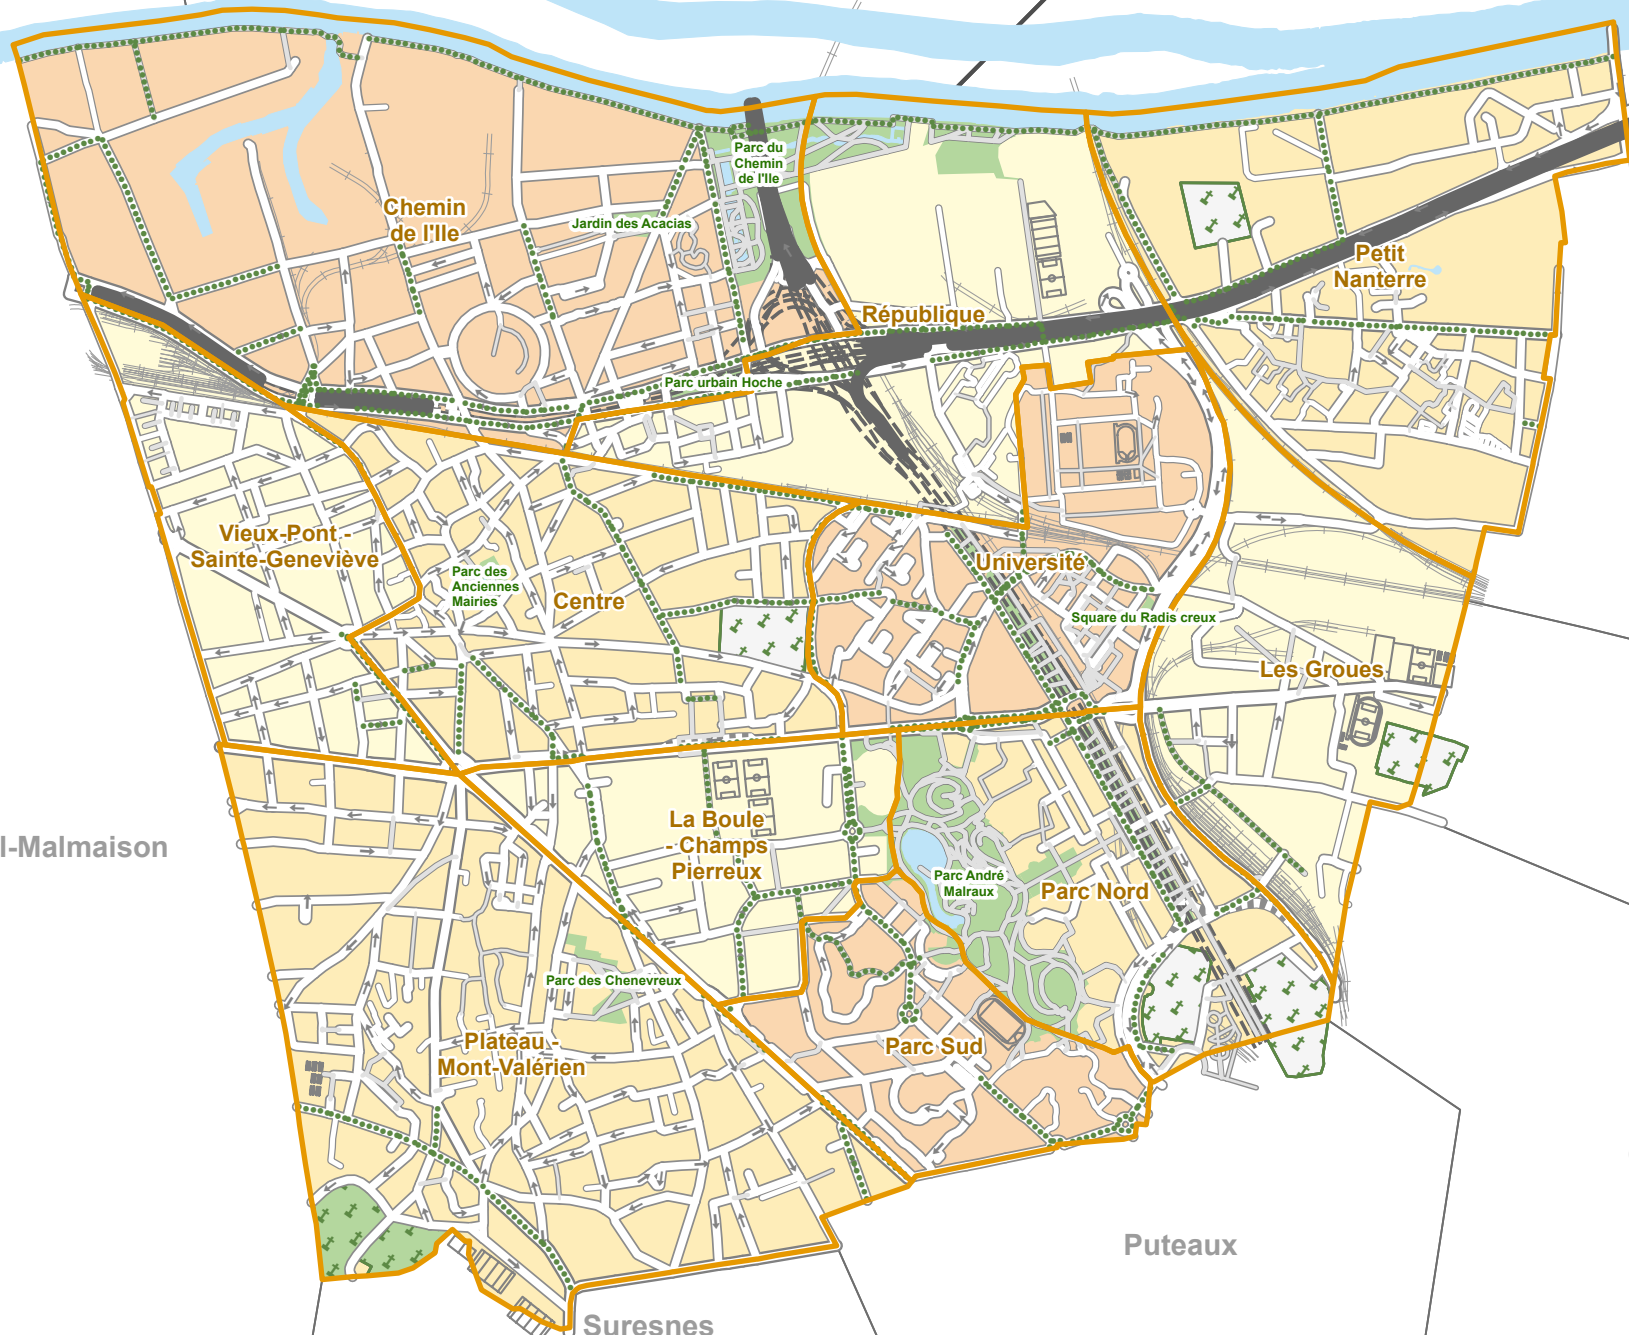 Parc du
Chemin
de l'Ile
Chemin
de l'Ile
Jardin des Acacias
Petit
Nanterre
République
Parc urbain Hoche
Vieux-Pont -
Sainte-Geneviève
Parc des
Anciennes
Mairies
Centre
Université
Square du Radis creux
Les Groues
La Boule
- Champs
Pierreux
l-Malmaison
Parc André
Malraux
Parc Nord
Parc des Chenevreux
Plateau -
Mont-Valérien
Parc Sud
Puteaux
Suresnes